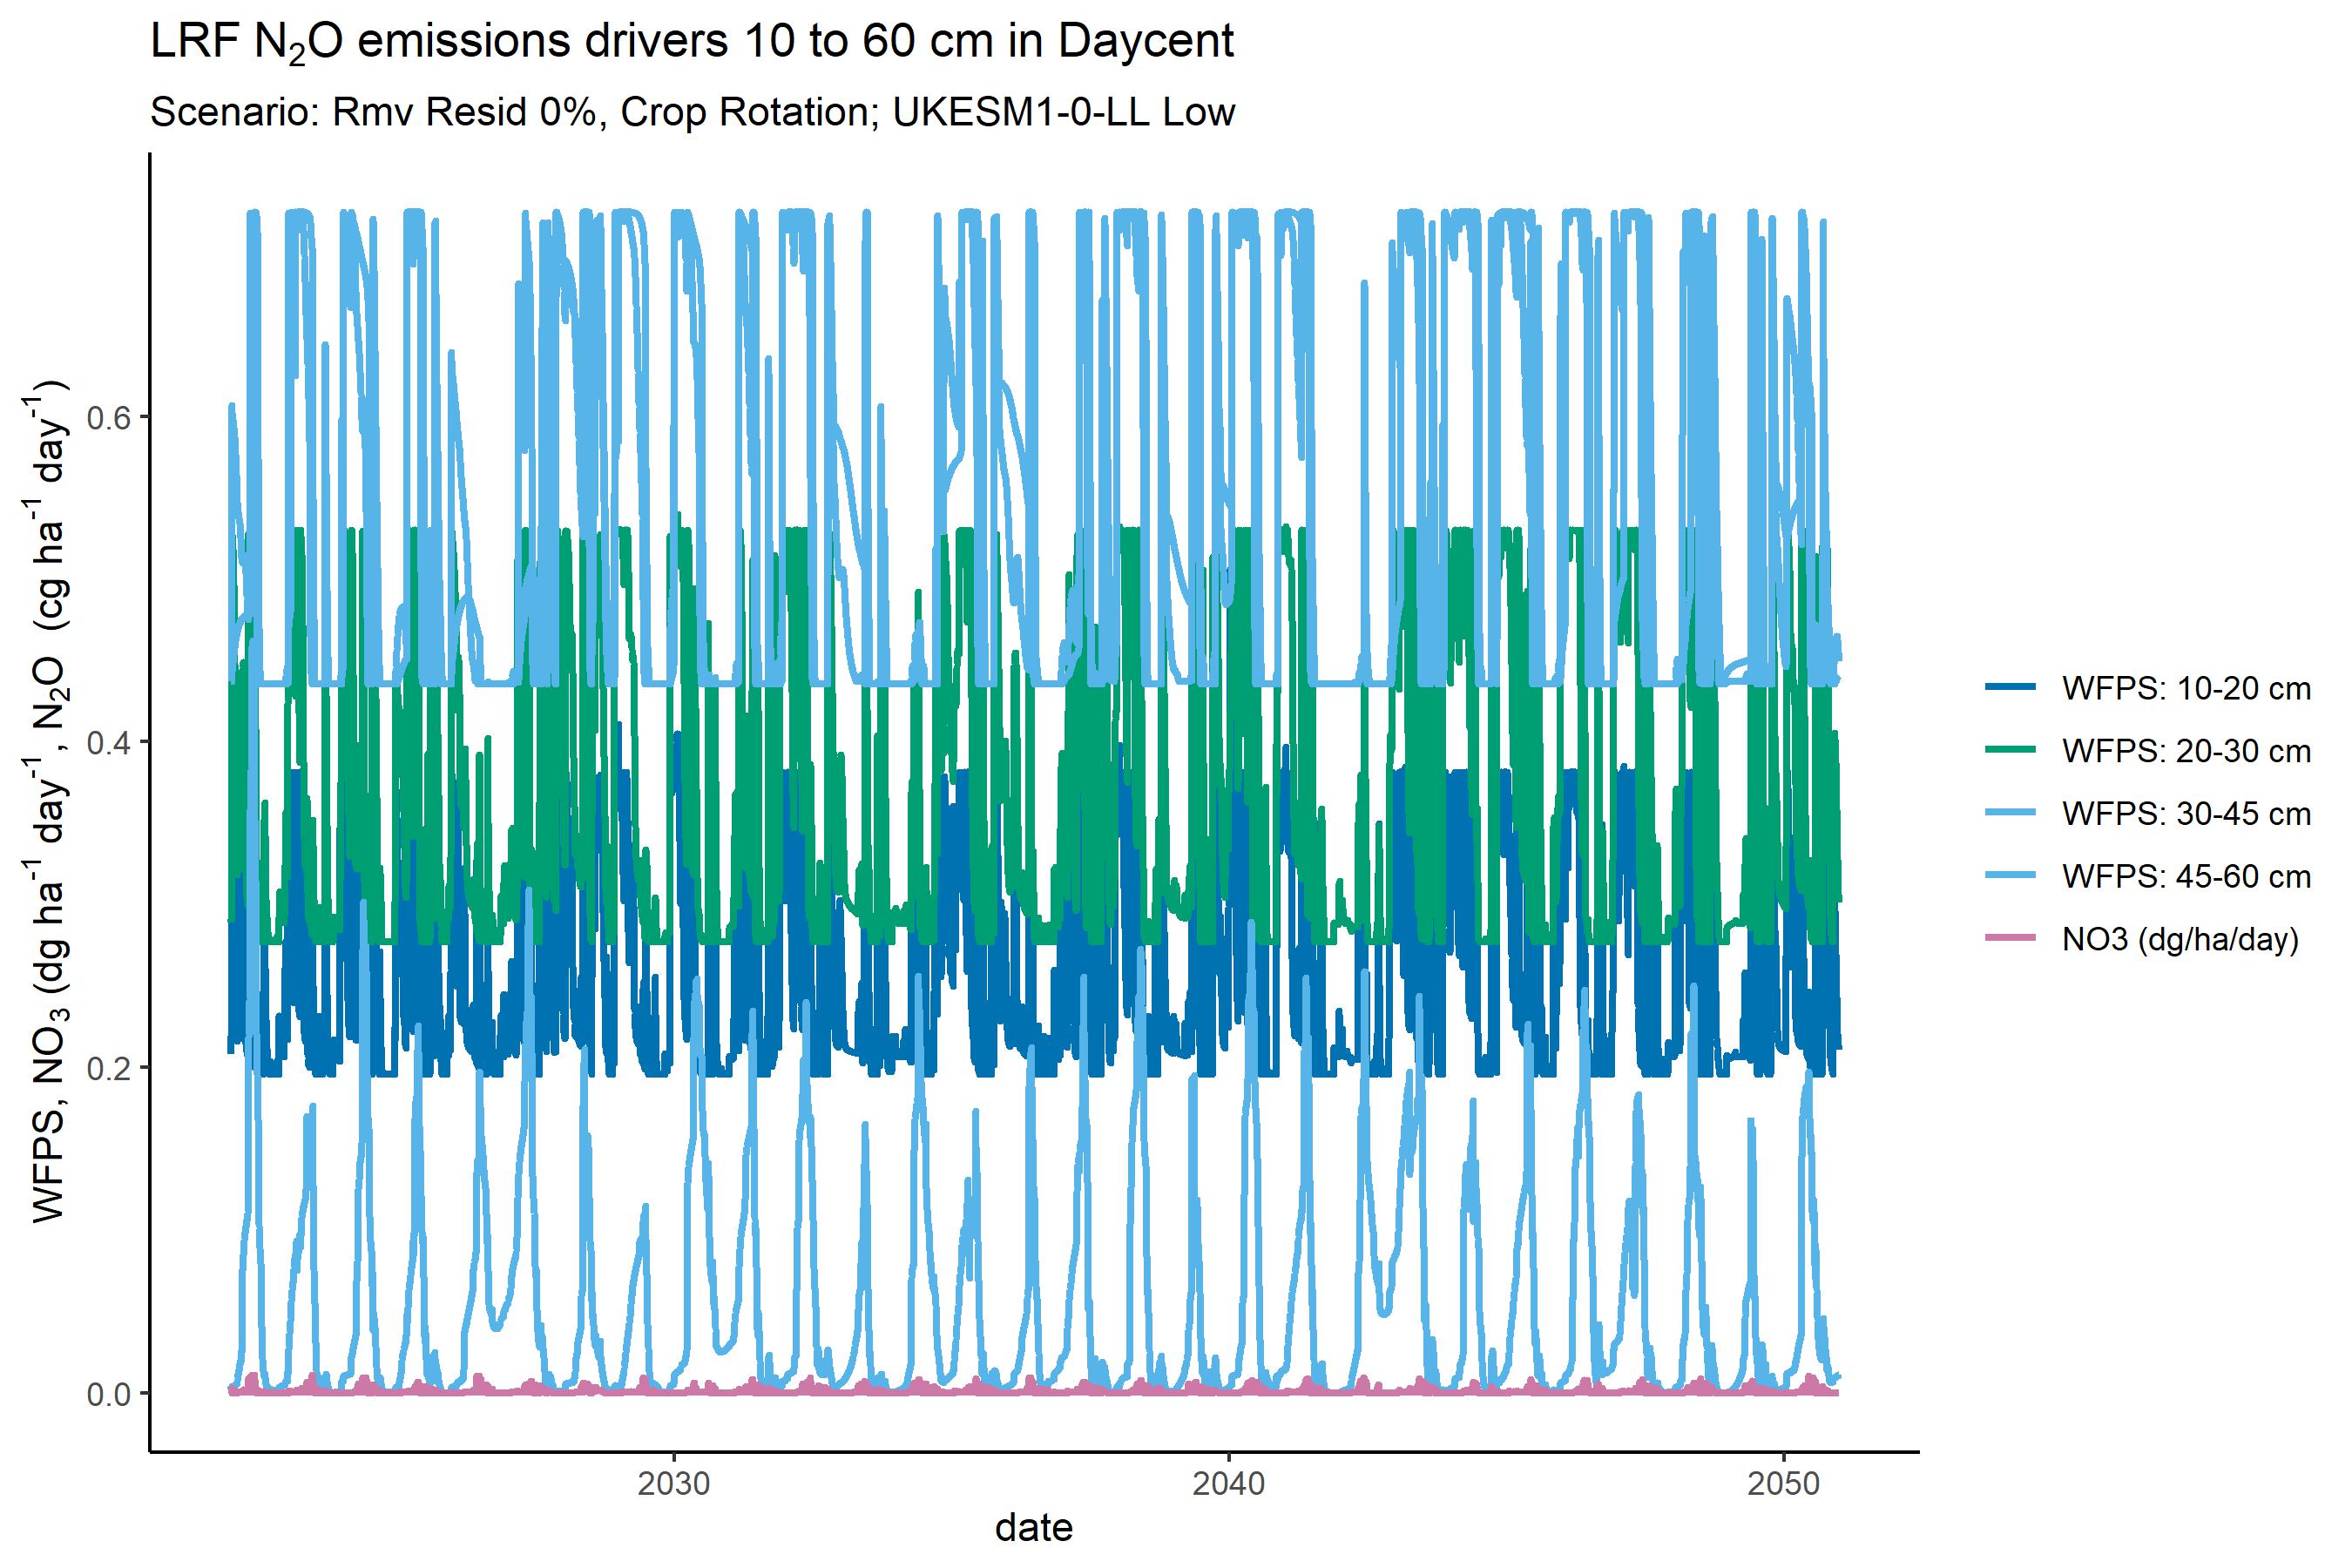 LRF N₂O emissions drivers 10 to 60 cm in Daycent
Scenario: Rmv Resid 0%, Crop Rotation; UKESM1-0-LL Low
WFPS, NO₃ (dg ha⁻¹ day⁻¹, N₂O (cg ha⁻¹ day⁻¹)
0.6
0.4
0.2
0.0
2030 2040 2050
date
WFPS: 10-20 cm
WFPS: 20-30 cm
WFPS: 30-45 cm
WFPS: 45-60 cm
NO3 (dg/ha/day)